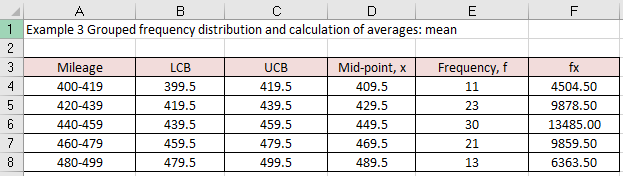 A B C D E F
1 Example 3 Grouped frequency distribution and calculation of averages: mean
2
3 Mileage LCB UCB Mid-point, x Frequency, f fx
4 400-419 399.5 419.5 409.5 11 4504.50
5 420-439 419.5 439.5 429.5 23 9878.50
6 440-459 439.5 459.5 449.5 30 13485.00
7 460-479 459.5 479.5 469.5 21 9859.50
8 480-499 479.5 499.5 489.5 13 6363.50